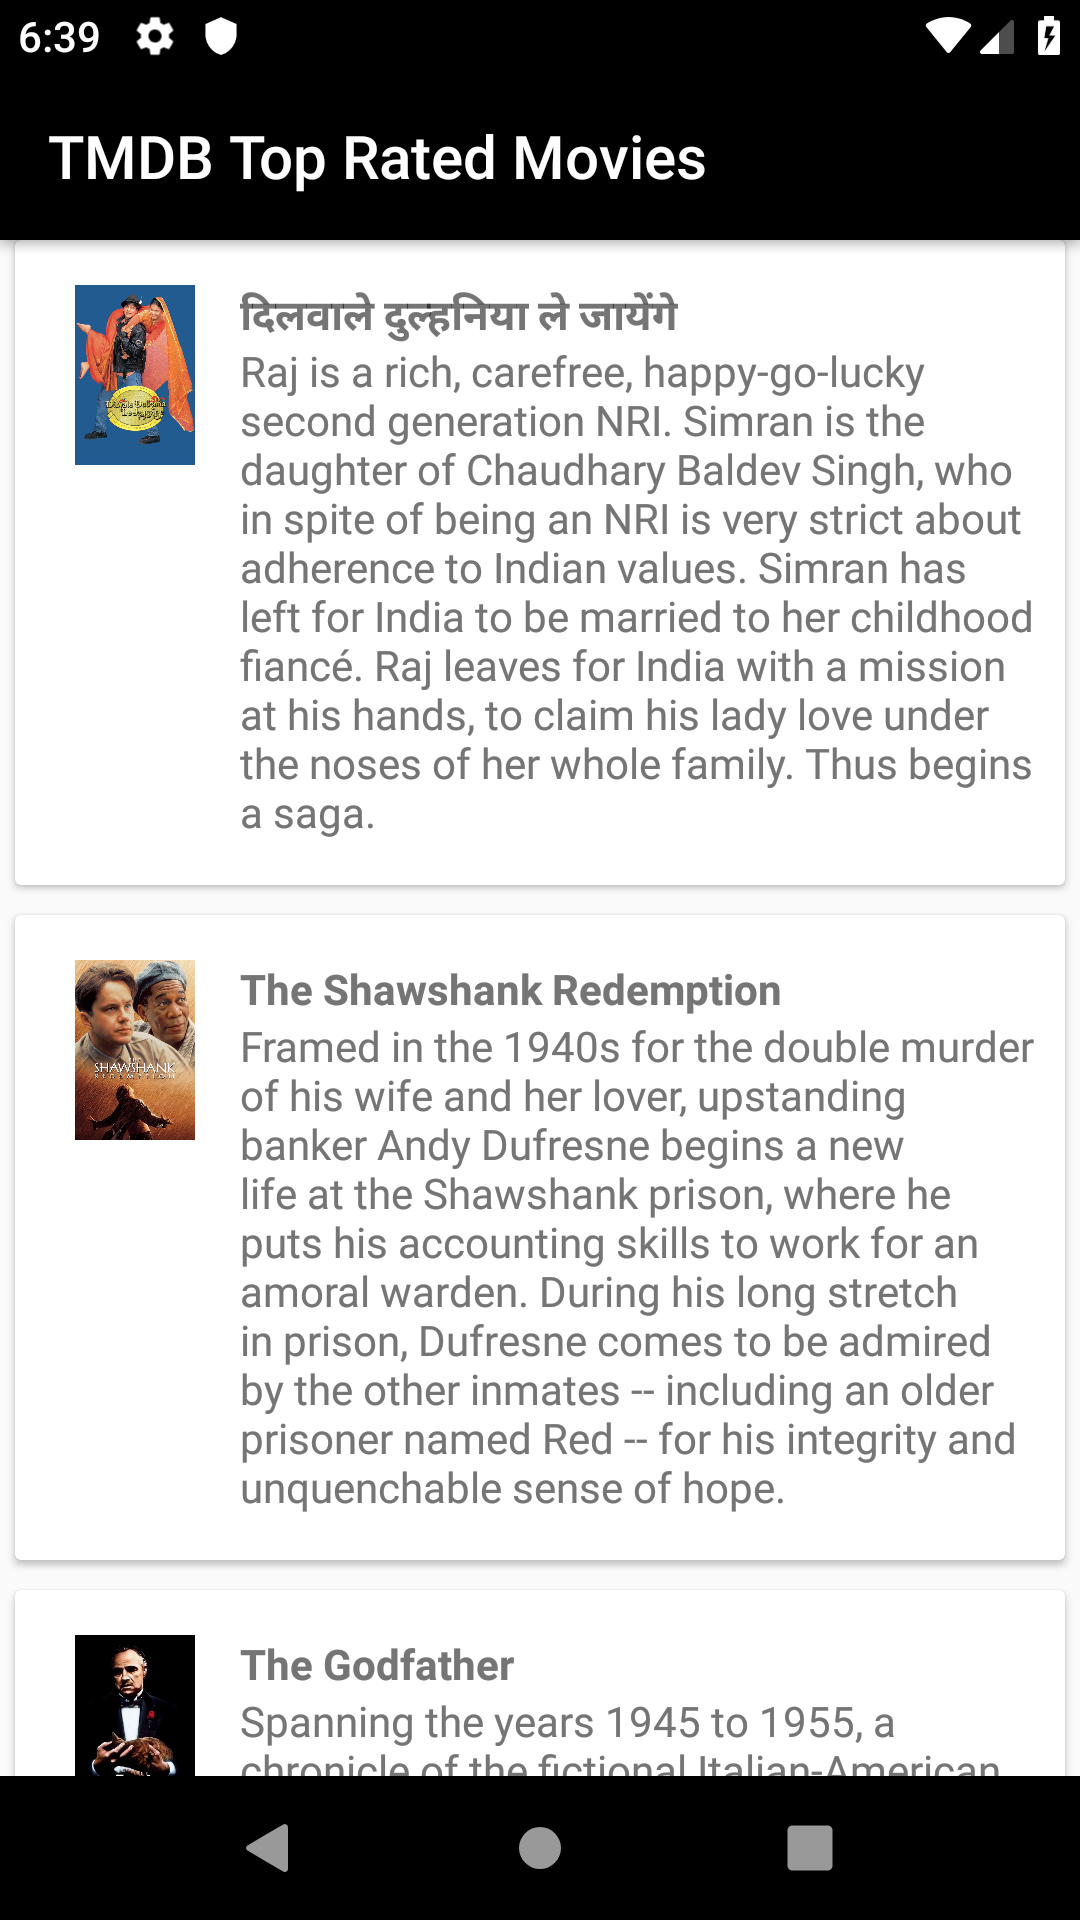 6:39
TMDB Top Rated Movies
दिलवाले दुल्हनिया ले जायेंगे
Raj is a rich, carefree, happy-go-lucky
second generation NRI. Simran is the
daughter of Chaudhary Baldev Singh, who
in spite of being an NRI is very strict about
adherence to Indian values. Simran has
left for India to be married to her childhood
fiancé. Raj leaves for India with a mission
at his hands, to claim his lady love under
the noses of her whole family. Thus begins
a saga.
THE
SHAWSHANK
REDEMPTION
The Shawshank Redemption
Framed in the 1940s for the double murder
of his wife and her lover, upstanding
banker Andy Dufresne begins a new
life at the Shawshank prison, where he
puts his accounting skills to work for an
amoral warden. During his long stretch
in prison, Dufresne comes to be admired
by the other inmates -- including an older
prisoner named Red -- for his integrity and
unquenchable sense of hope.
The Godfather
Spanning the years 1945 to 1955, a
chronicle of the fictional Italian-American